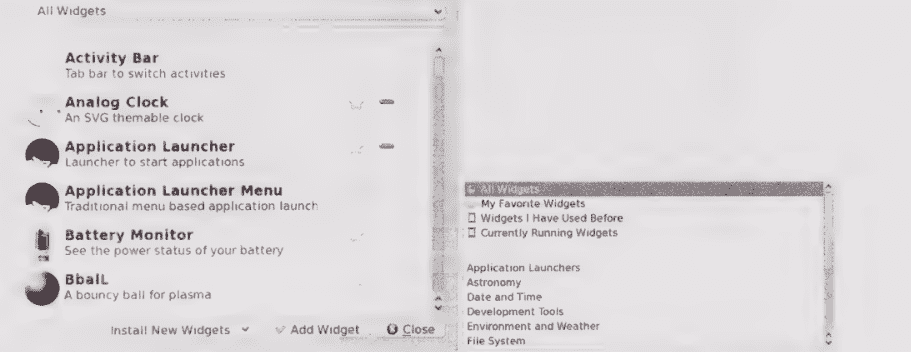 All Widgets
Activity Bar
Tab bar to switch activities
Analog Clock
An SVG themable clock
Application Launcher
Launcher to start applications
Application Launcher Menu
Traditional menu based application launch
Battery Monitor
See the power status of your battery
BbalL
A bouncy ball for plasma
Install New Widgets
Add Widget
Close
All Widgets
My Favorite Widgets
Widgets I Have Used Before
Currently Running Widgets
Application Launchers
Astronomy
Date and Time
Development Tools
Environment and Weather
File System